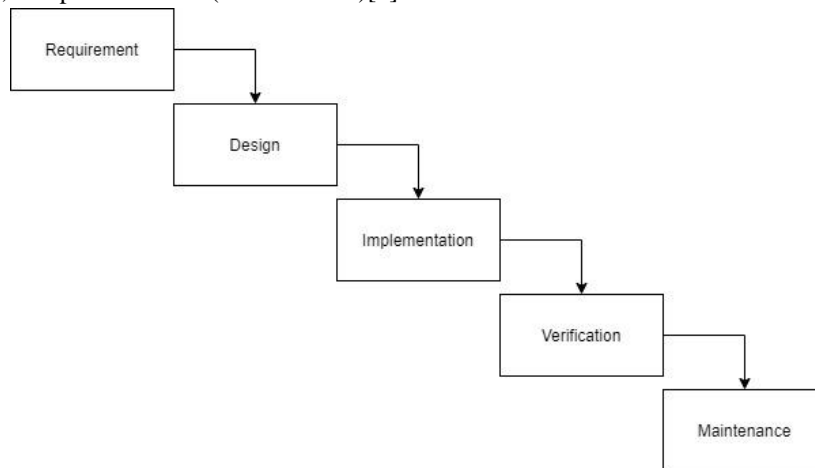 Requirement
Design
Implementation
Verification
Maintenance